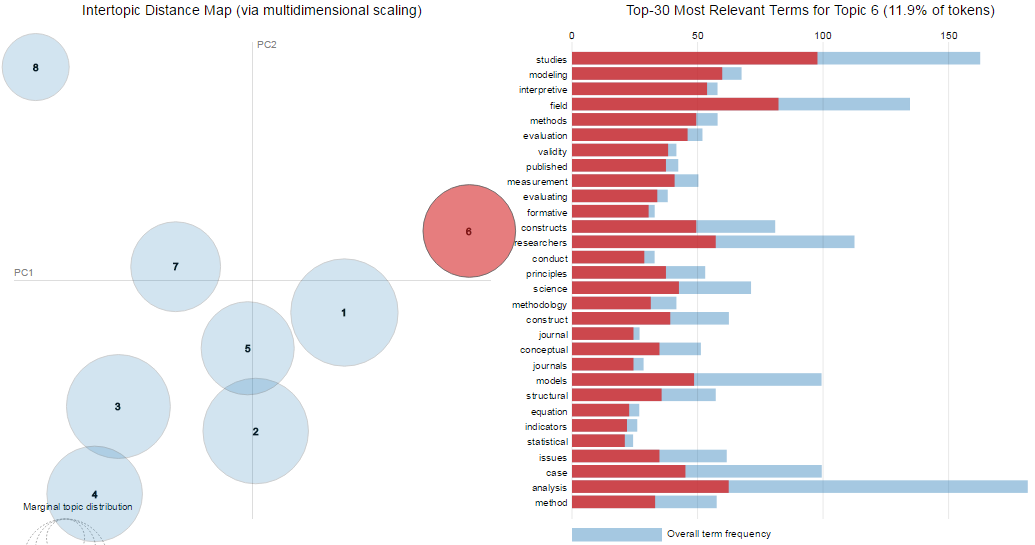 Intertopic Distance Map (via multidimensional scaling)
PC2
PC1
8
7
6
1
5
3
2
4
Marginal topic distribution
Top-30 Most Relevant Terms for Topic 6 (11.9% of tokens)
0 50 100 150
studies
modeling
interpretive
field
methods
evaluation
validity
published
measurement
evaluating
formative
constructs
researchers
conduct
principles
science
methodology
construct
journal
conceptual
journals
models
structural
equation
indicators
statistical
issues
case
analysis
method
Overall term frequency